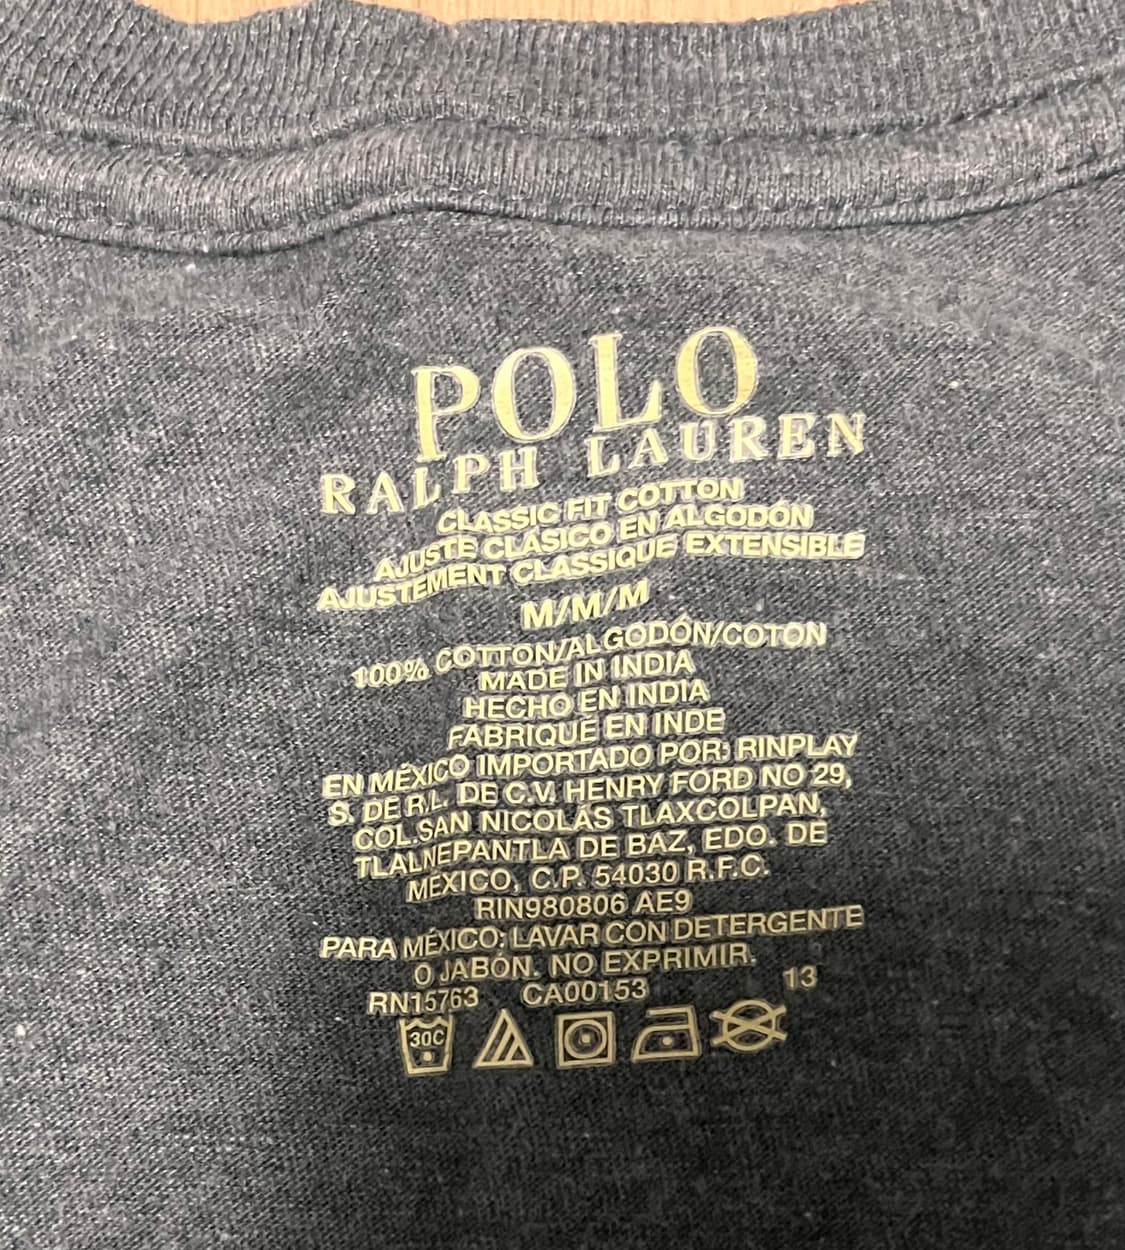 POLO
RALPH LAUREN
CLASSIC FIT COTTON
AJUSTE CLÁSICO EN ALGODÓN
AJUSTEMENT CLASSIQUE EXTENSIBLE
M/M/M
100% COTTON/ALGODÓN/COTON
MADE IN INDIA
HECHO EN INDIA
FABRIQUÉ EN INDE
EN MÉXICO IMPORTADO POR: RINPLAY
S. DE R.L. DE C.V. HENRY FORD NO 29,
COL.SAN NICOLÁS TLAXCOLPAN,
TLALNEPANTLA DE BAZ, EDO. DE
MÉXICO, C.P. 54030 R.F.C.
RIN980806 AE9
PARA MÉXICO: LAVAR CON DETERGENTE
O JABÓN. NO EXPRIMIR.
RN15763 CA00153 13
30C